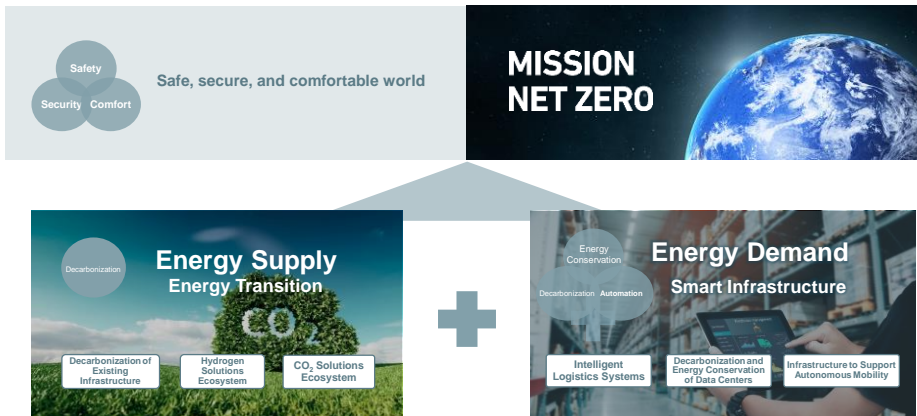 Safety
Security
Comfort
Safe, secure, and comfortable world
MISSION
NET ZERO
Decarbonization
Energy Supply
Energy Transition
CO2
Decarbonization of
Existing
Infrastructure
Hydrogen
Solutions
Ecosystem
CO2 Solutions
Ecosystem
Energy
Conservation
Decarbonization
Automation
Energy Demand
Smart Infrastructure
Intelligent
Logistics Systems
Decarbonization and
Energy Conservation
of Data Centers
Infrastructure to Support
Autonomous Mobility